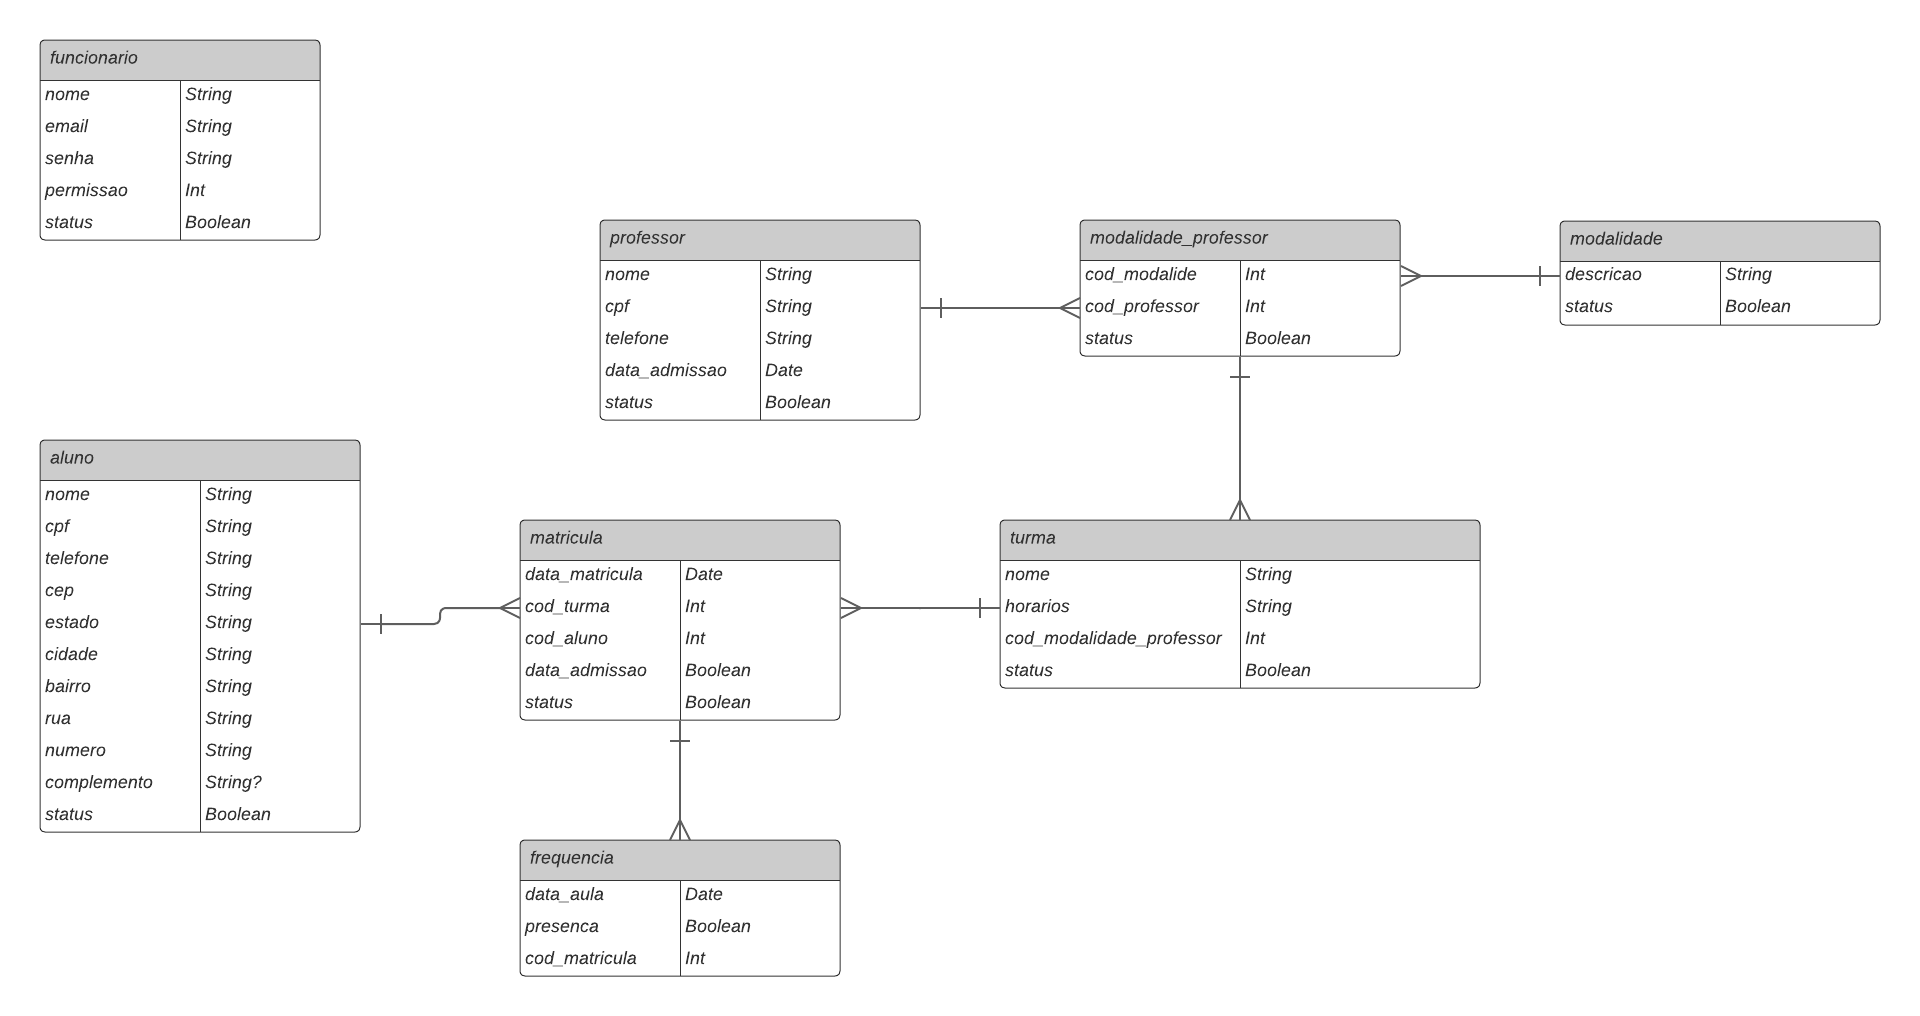 funcionario
nome String
email String
senha String
permissao Int
status Boolean
professor
nome String
cpf String
telefone String
data_admissao Date
status Boolean
modalidade_professor
cod_modalide Int
cod_professor Int
status Boolean
modalidade
descricao String
status Boolean
aluno
nome String
cpf String
telefone String
cep String
estado String
cidade String
bairro String
rua String
numero String
complemento String?
status Boolean
matricula
data_matricula Date
cod_turma Int
cod_aluno Int
data_admissao Boolean
status Boolean
turma
nome String
horarios String
cod_modalidade_professor Int
status Boolean
frequencia
data_aula Date
presenca Boolean
cod_matricula Int